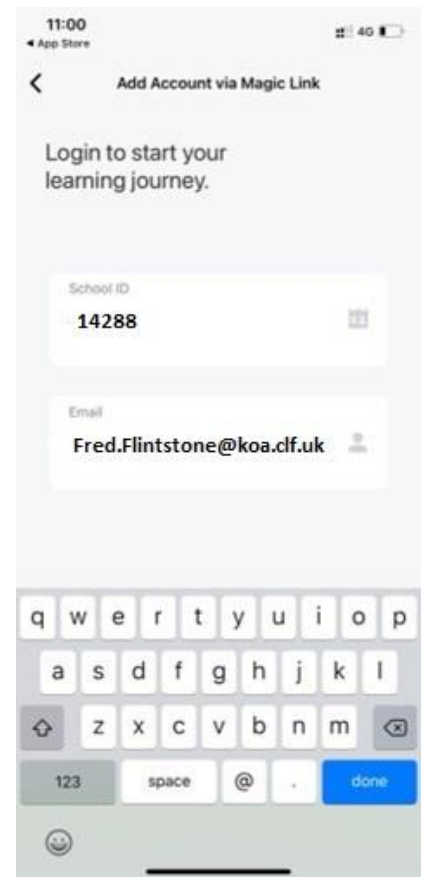 11:00
◀ App Store
4G
Add Account via Magic Link
Login to start your
learning journey.
School ID
14288
Email
Fred.Flintstone@koa.clf.uk
q w e r t y u i o p
a s d f g h j k l
z x c v b n m
123 space @ . done